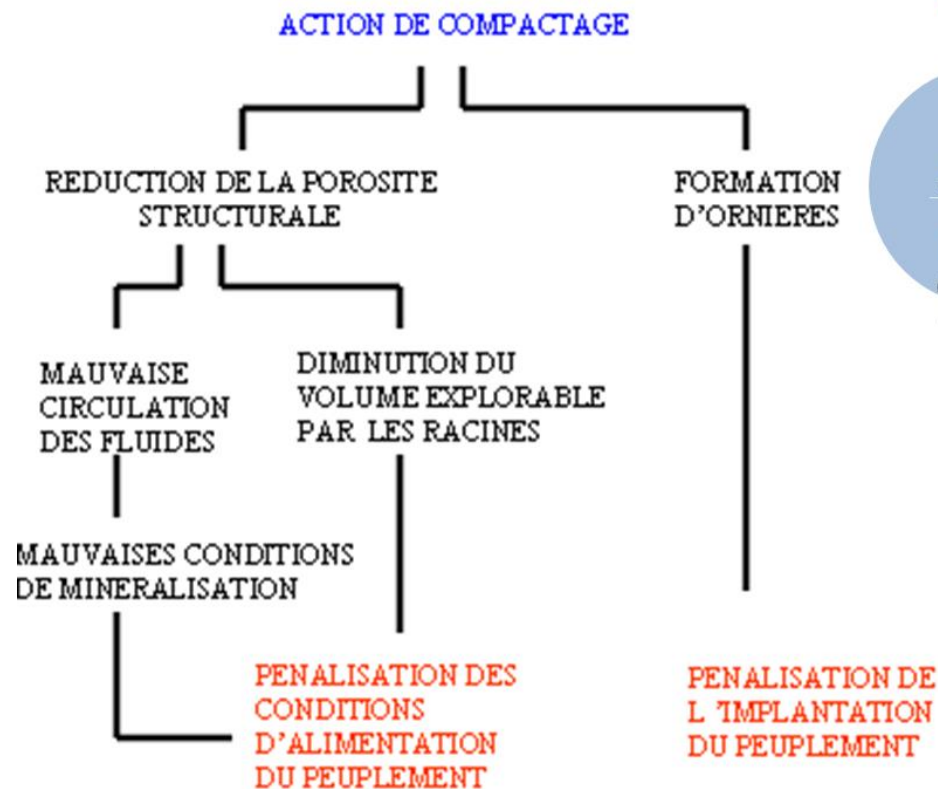 ACTION DE COMPACTAGE
REDUCTION DE LA POROSITE
STRUCTURALE
FORMATION
D'ORNIERES
MAUVAISE
CIRCULATION
DES FLUIDES
DIMINUTION DU
VOLUME EXPLORABLE
PAR LES RACINES
MAUVAISES CONDITIONS
DE MINERALISATION
PENALISATION DES
CONDITIONS
D'ALIMENTATION
DU PEUPLEMENT
PENALISATION DE
L 'IMPLANTATION
DU PEUPLEMENT